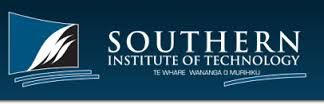 SOUTHERN
INSTITUTE OF TECHNOLOGY
TE WHARE WANANGA O MURIHIKU